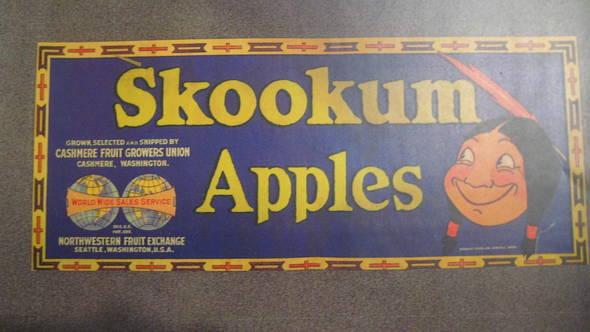 Skookum
Apples
GROWN, SELECTED AND SHIPPED BY
CASHMERE FRUIT GROWERS UNION
CASHMERE, WASHINGTON.
WORLD WIDE SALES SERVICE
NORTHWESTERN FRUIT EXCHANGE
SEATTLE, WASHINGTON, U.S.A.